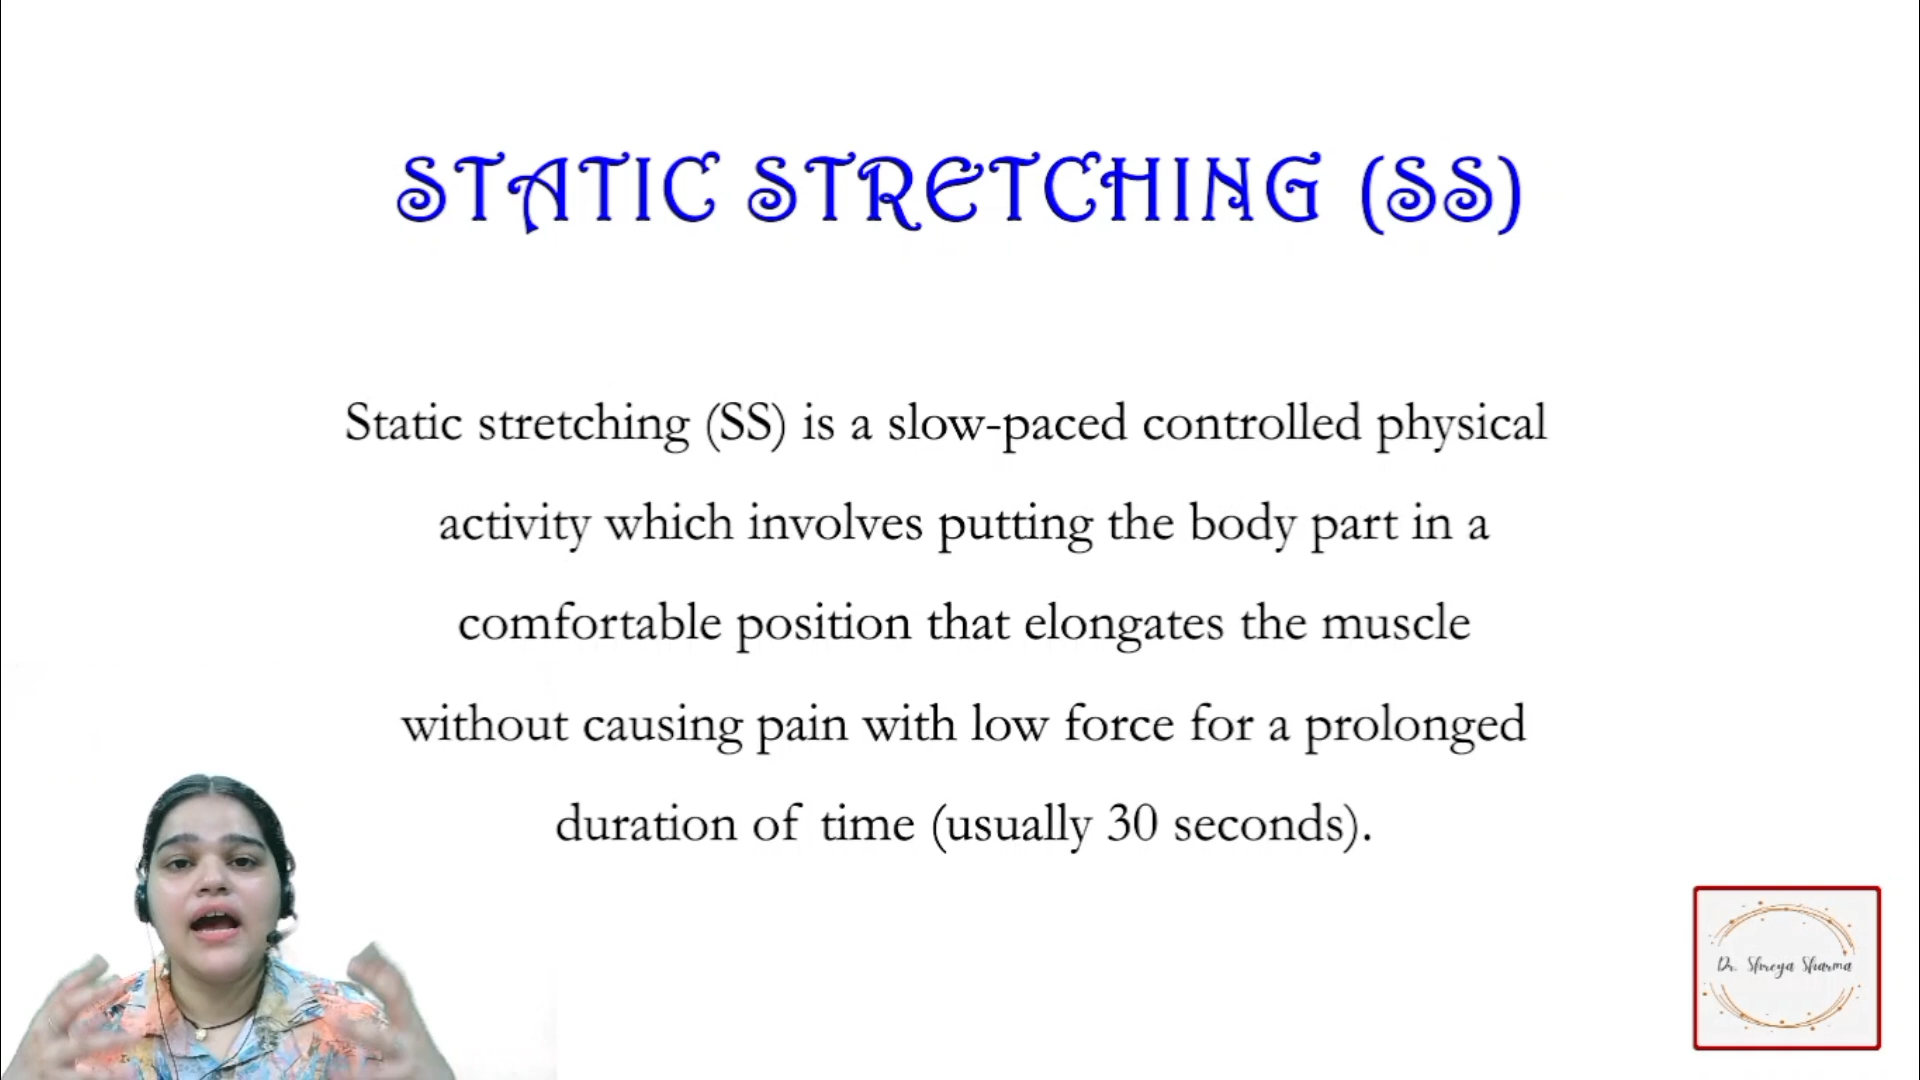 STATIC STRETCHING (SS)
Static stretching (SS) is a slow-paced controlled physical
activity which involves putting the body part in a
comfortable position that elongates the muscle
without causing pain with low force for a prolonged
duration of time (usually 30 seconds).
Dr. Shreya Sharma